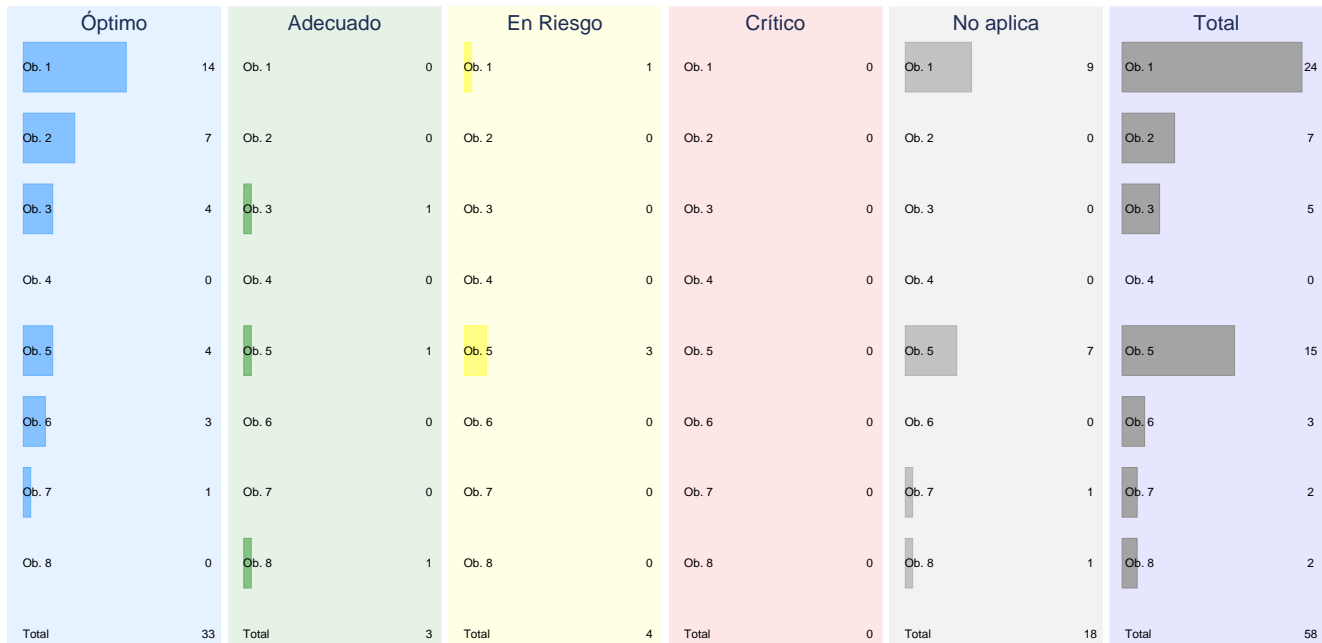 Óptimo Adecuado En Riesgo Crítico No aplica Total
Ob. 1 14 Ob. 1 0 Ob. 1 1 Ob. 1 0 Ob. 1 9 Ob. 1 24
Ob. 2 7 Ob. 2 0 Ob. 2 0 Ob. 2 0 Ob. 2 0 Ob. 2 7
Ob. 3 4 Ob. 3 1 Ob. 3 0 Ob. 3 0 Ob. 3 0 Ob. 3 5
Ob. 4 0 Ob. 4 0 Ob. 4 0 Ob. 4 0 Ob. 4 0 Ob. 4 0
Ob. 5 4 Ob. 5 1 Ob. 5 3 Ob. 5 0 Ob. 5 7 Ob. 5 15
Ob. 6 3 Ob. 6 0 Ob. 6 0 Ob. 6 0 Ob. 6 0 Ob. 6 3
Ob. 7 1 Ob. 7 0 Ob. 7 0 Ob. 7 0 Ob. 7 1 Ob. 7 2
Ob. 8 0 Ob. 8 1 Ob. 8 0 Ob. 8 0 Ob. 8 1 Ob. 8 2
Total 33 Total 3 Total 4 Total 0 Total 18 Total 58